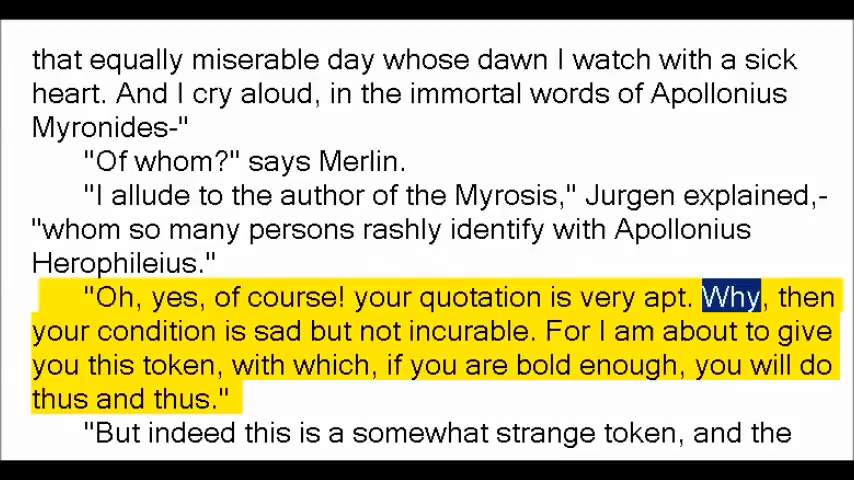 that equally miserable day whose dawn I watch with a sick
heart. And I cry aloud, in the immortal words of Apollonius
Myronides-"
"Of whom?" says Merlin.
"I allude to the author of the Myrosis," Jurgen explained,-
"whom so many persons rashly identify with Apollonius
Herophileius."
"Oh, yes, of course! your quotation is very apt. Why, then
your condition is sad but not incurable. For I am about to give
you this token, with which, if you are bold enough, you will do
thus and thus."
"But indeed this is a somewhat strange token, and the